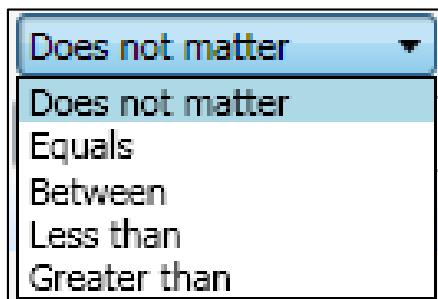 Does not matter
Does not matter
Equals
Between
Less than
Greater than